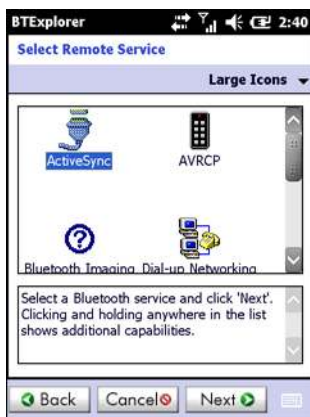 BTExplorer 2:40
Select Remote Service
Large Icons
ActiveSync AVRCP
Bluetooth Imaging Dial-up Networking
Select a Bluetooth service and click 'Next'.
Clicking and holding anywhere in the list
shows additional capabilities.
Back Cancel Next